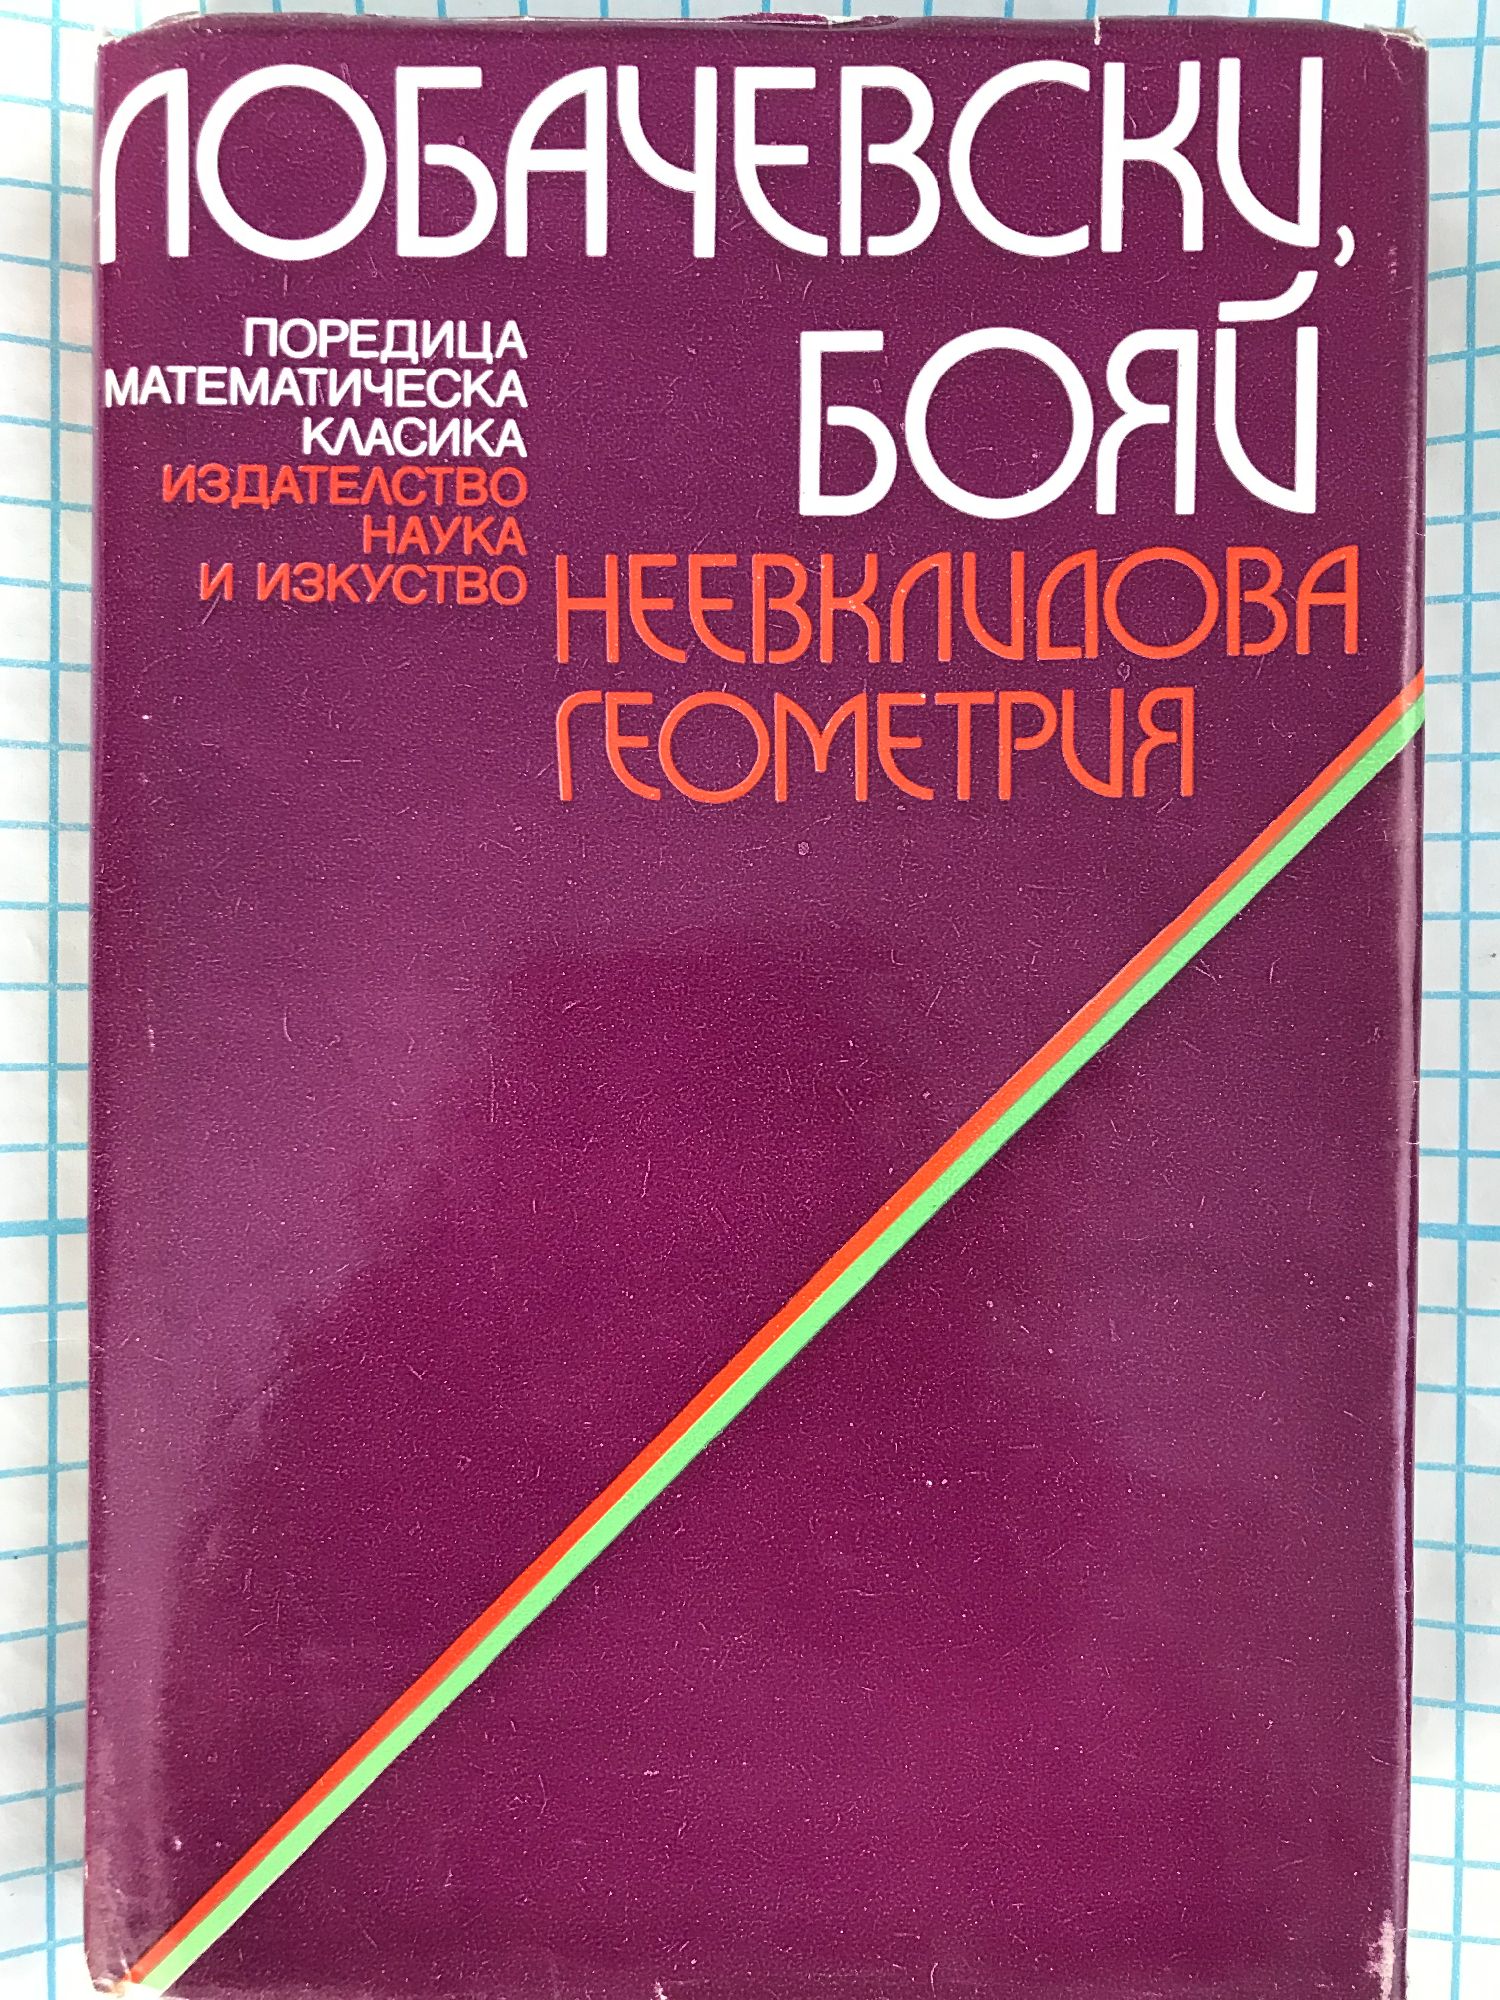 ЛОБАЧЕВСКИ,
БОЯЙ
НЕЕВКЛИДОВА
ГЕОМЕТРИЯ
ПОРЕДИЦА
МАТЕМАТИЧЕСКА
КЛАСИКА
ИЗДАТЕЛСТВО
НАУКА
И ИЗКУСТВО